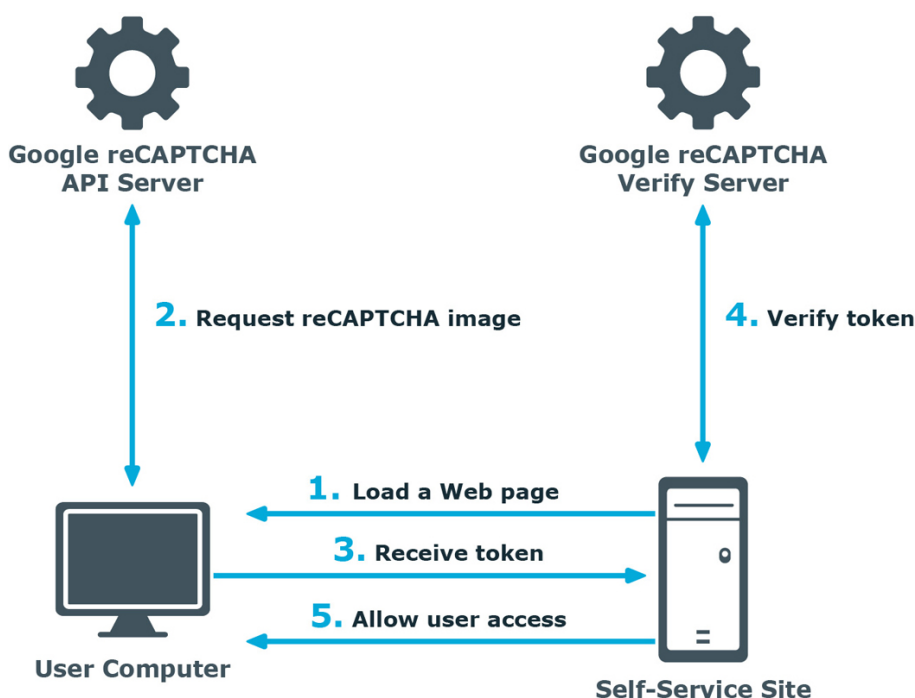 Google reCAPTCHA
API Server
Google reCAPTCHA
Verify Server
2. Request reCAPTCHA image
4. Verify token
1. Load a Web page
3. Receive token
5. Allow user access
User Computer
Self-Service Site